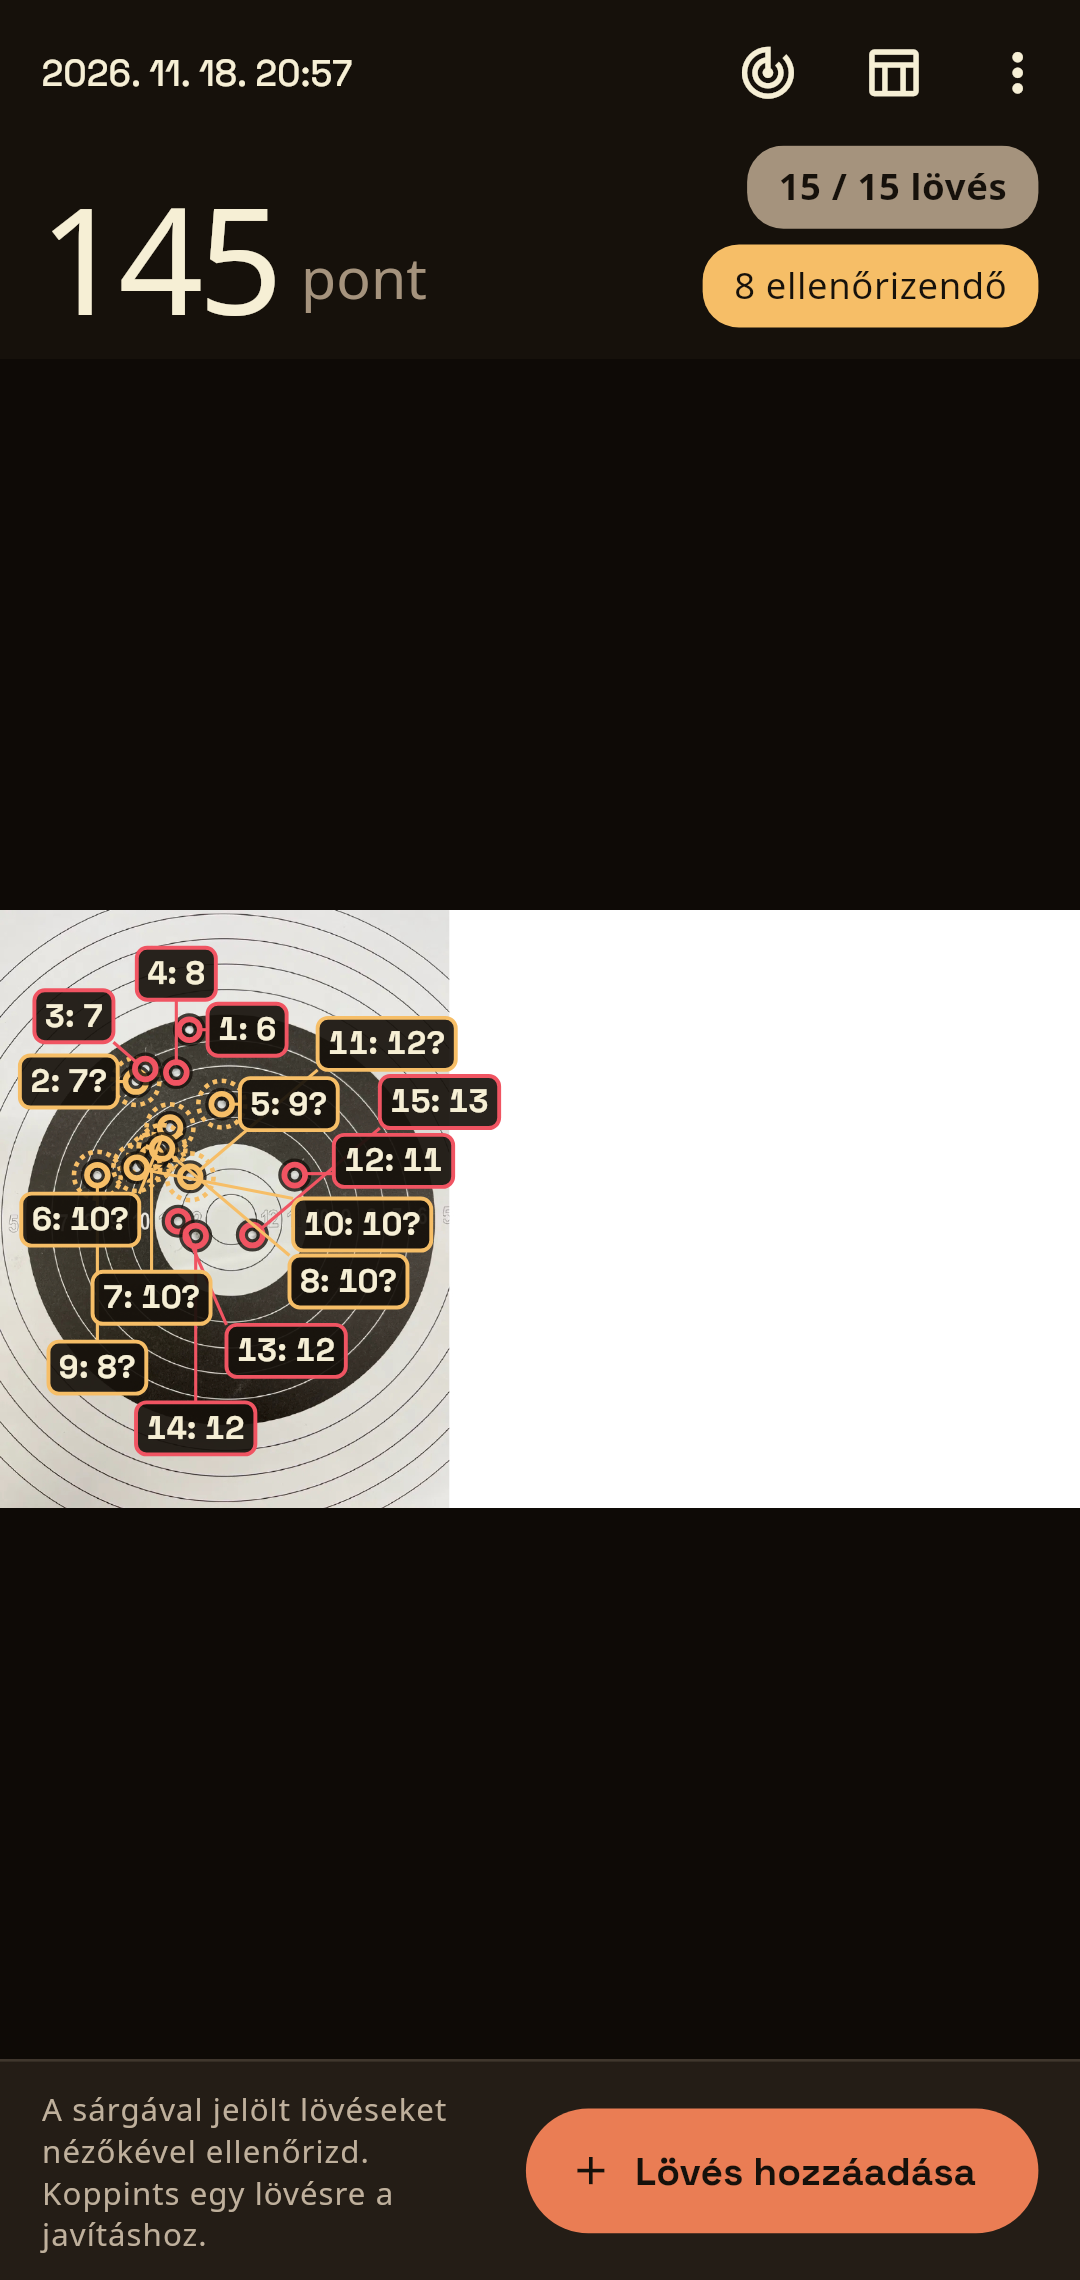 2026. 11. 18. 20:57
15 / 15 lövés
145 pont
8 ellenőrizendő
4: 8
3: 7
1: 6
11: 12?
2: 7?
15: 13
5: 9?
12: 11
6: 10?
10: 10?
8: 10?
7: 10?
13: 12
9: 8?
14: 12
A sárgával jelölt lövéseket
nézőkével ellenőrizd.
Koppints egy lövésre a
javításhoz.
+ Lövés hozzáadása